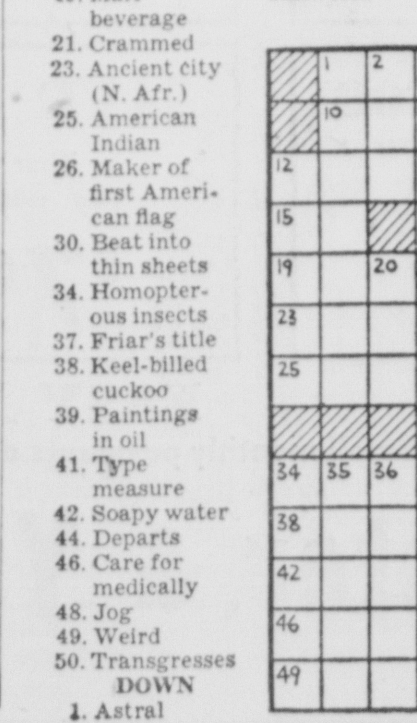 beverage
21. Crammed
23. Ancient city
(N. Afr.)
25. American
Indian
26. Maker of
first Ameri-
can flag
30. Beat into
thin sheets
34. Homopter-
ous insects
37. Friar's title
38. Keel-billed
cuckoo
39. Paintings
in oil
41. Type
measure
42. Soapy water
44. Departs
46. Care for
medically
48. Jog
49. Weird
50. Transgresses
DOWN
1. Astral
1 2
10
12
15
19 20
23
25
34 35 36
38
42
46
49